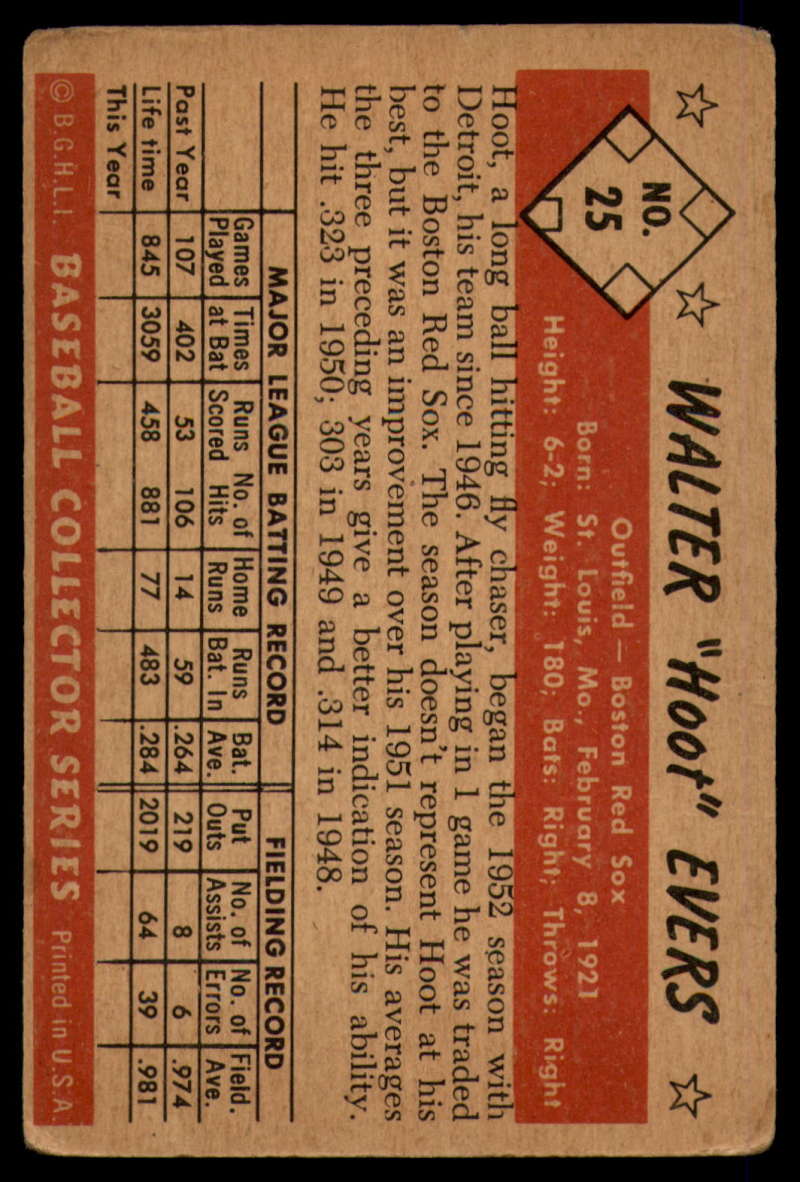 WALTER "Hoot" EVERS
NO.
25
Outfield — Boston Red Sox
Born: St. Louis, Mo., February 8, 1921
Height: 6-2; Weight: 180; Bats: Right; Throws: Right
Hoot, a long ball hitting fly chaser, began the 1952 season with
Detroit, his team since 1946. After playing in 1 game he was traded
to the Boston Red Sox. The season doesn't represent Hoot at his
best, but it was an improvement over his 1951 season. His averages
the three preceding years give a better indication of his ability.
He hit .323 in 1950; 303 in 1949 and .314 in 1948.
MAJOR LEAGUE BATTING RECORD FIELDING RECORD
Games Times Runs No. of Home Runs Bat. Put No. of No. of Field.
Played at Bat Scored Hits Runs Bat. In Ave. Outs Assists Errors Ave.
Past Year 107 402 53 106 14 59 .264 219 8 6 .974
Life time 845 3059 458 881 77 483 .284 2019 64 39 .981
This Year
© B.G.H.L.I. BASEBALL COLLECTOR SERIES Printed in U.S.A.